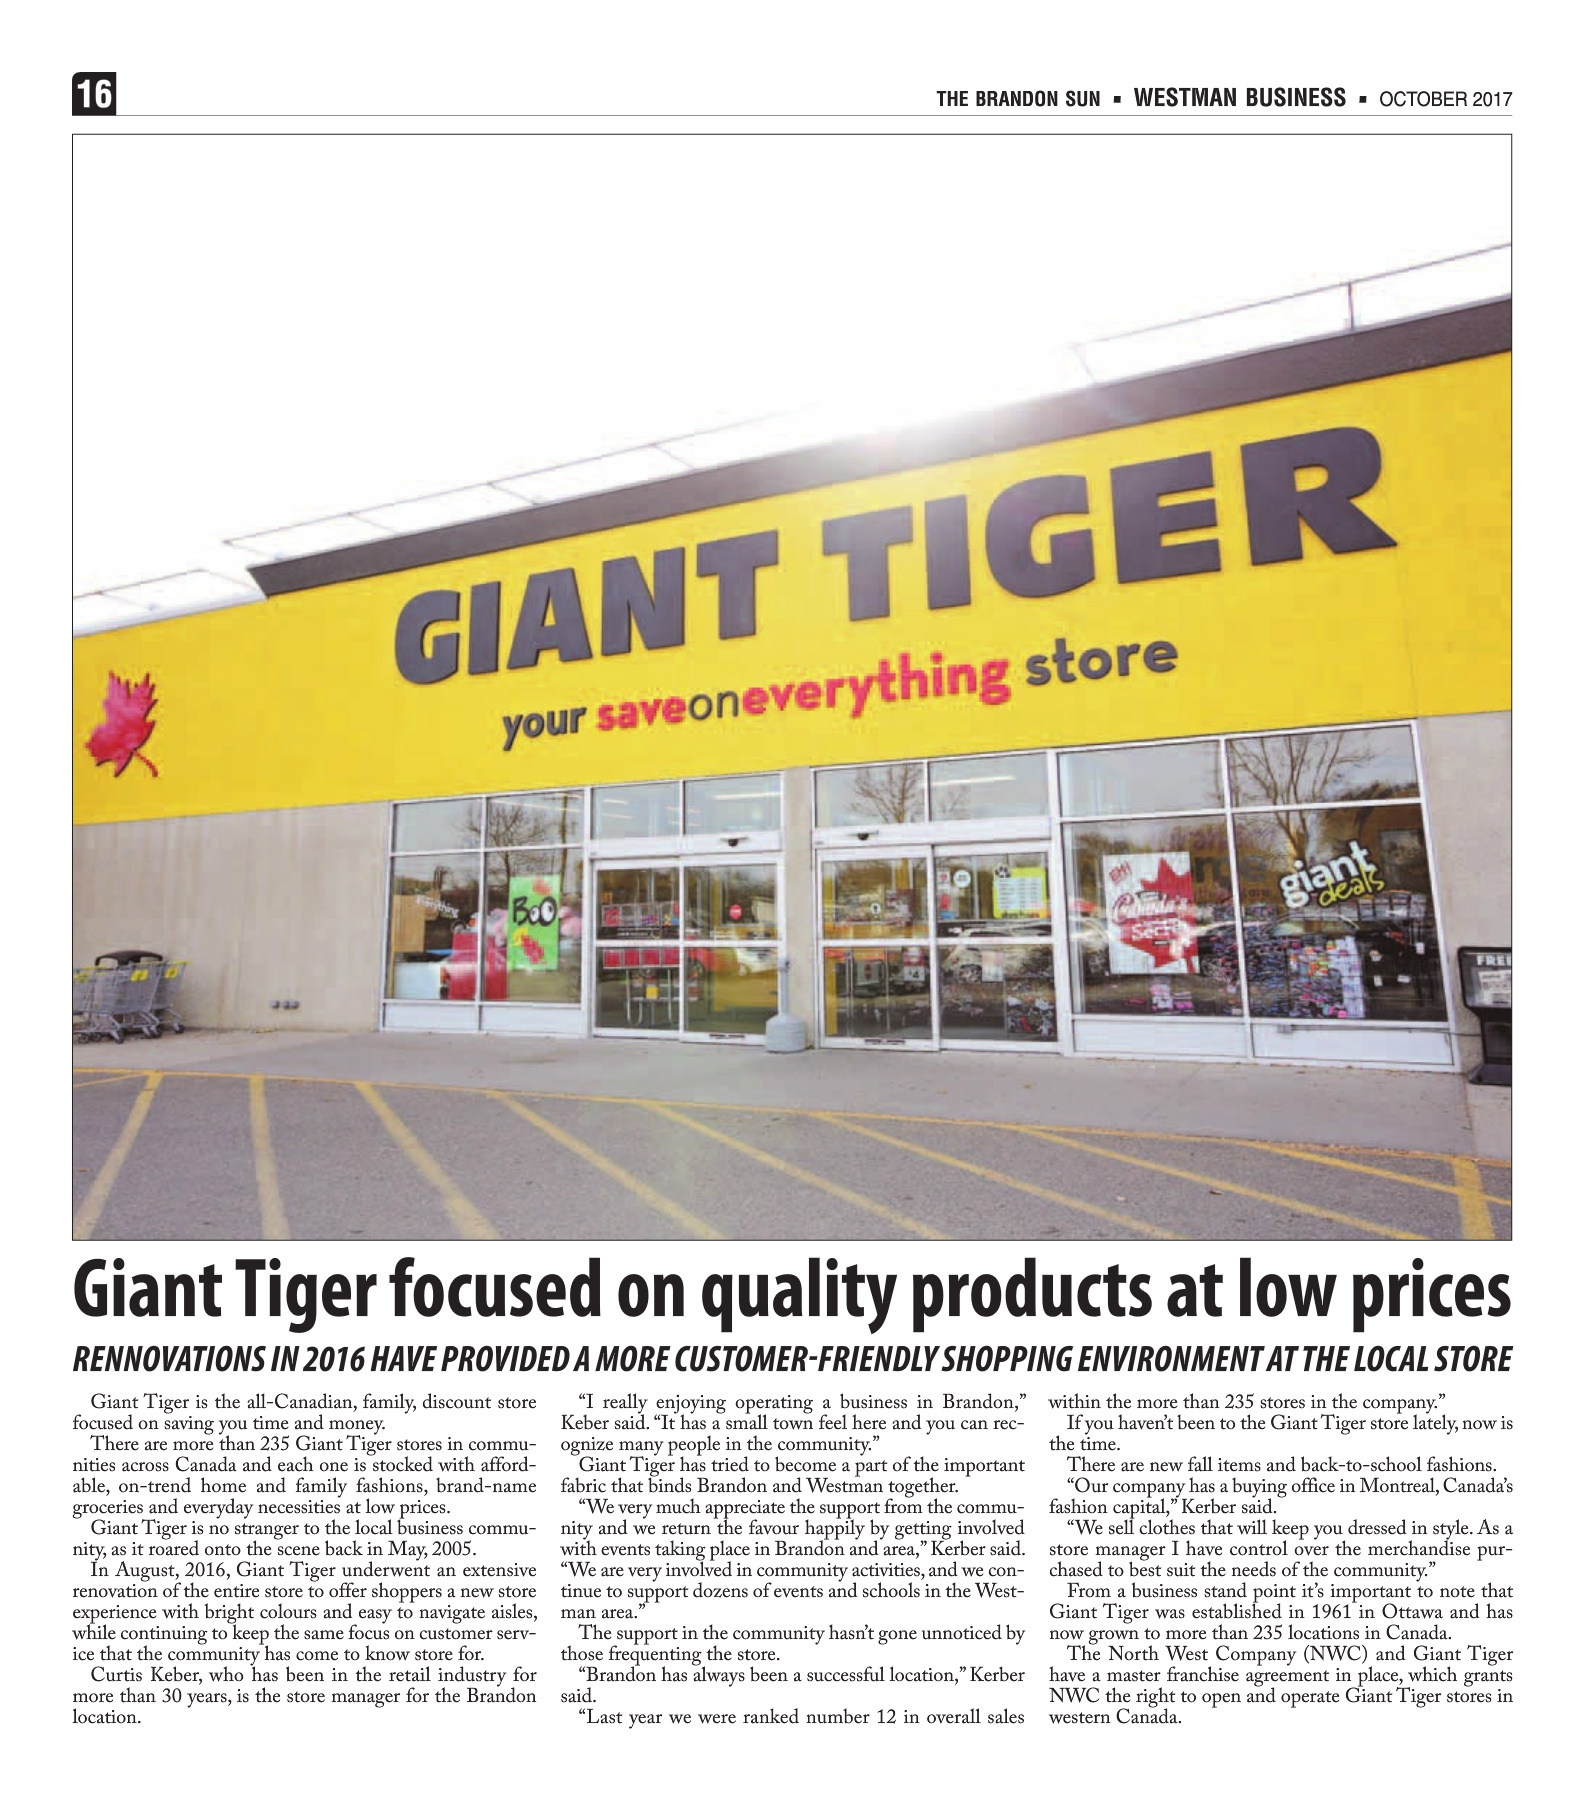 16
THE BRANDON SUN ▪ WESTMAN BUSINESS ▪ OCTOBER 2017
GIANT TIGER
your saveoneverything store
everything
BOO
EH!
Canada's
giant
deals
$4
FREE
Giant Tiger focused on quality products at low prices
RENNOVATIONS IN 2016 HAVE PROVIDED A MORE CUSTOMER-FRIENDLY SHOPPING ENVIRONMENT AT THE LOCAL STORE
Giant Tiger is the all-Canadian, family, discount store
focused on saving you time and money.
There are more than 235 Giant Tiger stores in commu-
nities across Canada and each one is stocked with afford-
able, on-trend home and family fashions, brand-name
groceries and everyday necessities at low prices.
Giant Tiger is no stranger to the local business commu-
nity, as it roared onto the scene back in May, 2005.
In August, 2016, Giant Tiger underwent an extensive
renovation of the entire store to offer shoppers a new store
experience with bright colours and easy to navigate aisles,
while continuing to keep the same focus on customer serv-
ice that the community has come to know store for.
Curtis Keber, who has been in the retail industry for
more than 30 years, is the store manager for the Brandon
location.
“I really enjoying operating a business in Brandon,”
Keber said. “It has a small town feel here and you can rec-
ognize many people in the community.”
Giant Tiger has tried to become a part of the important
fabric that binds Brandon and Westman together.
“We very much appreciate the support from the commu-
nity and we return the favour happily by getting involved
with events taking place in Brandon and area,” Kerber said.
“We are very involved in community activities, and we con-
tinue to support dozens of events and schools in the West-
man area.”
The support in the community hasn’t gone unnoticed by
those frequenting the store.
“Brandon has always been a successful location,” Kerber
said.
“Last year we were ranked number 12 in overall sales
within the more than 235 stores in the company.”
If you haven’t been to the Giant Tiger store lately, now is
the time.
There are new fall items and back-to-school fashions.
“Our company has a buying office in Montreal, Canada’s
fashion capital,” Kerber said.
“We sell clothes that will keep you dressed in style. As a
store manager I have control over the merchandise pur-
chased to best suit the needs of the community.”
From a business stand point it’s important to note that
Giant Tiger was established in 1961 in Ottawa and has
now grown to more than 235 locations in Canada.
The North West Company (NWC) and Giant Tiger
have a master franchise agreement in place, which grants
NWC the right to open and operate Giant Tiger stores in
western Canada.